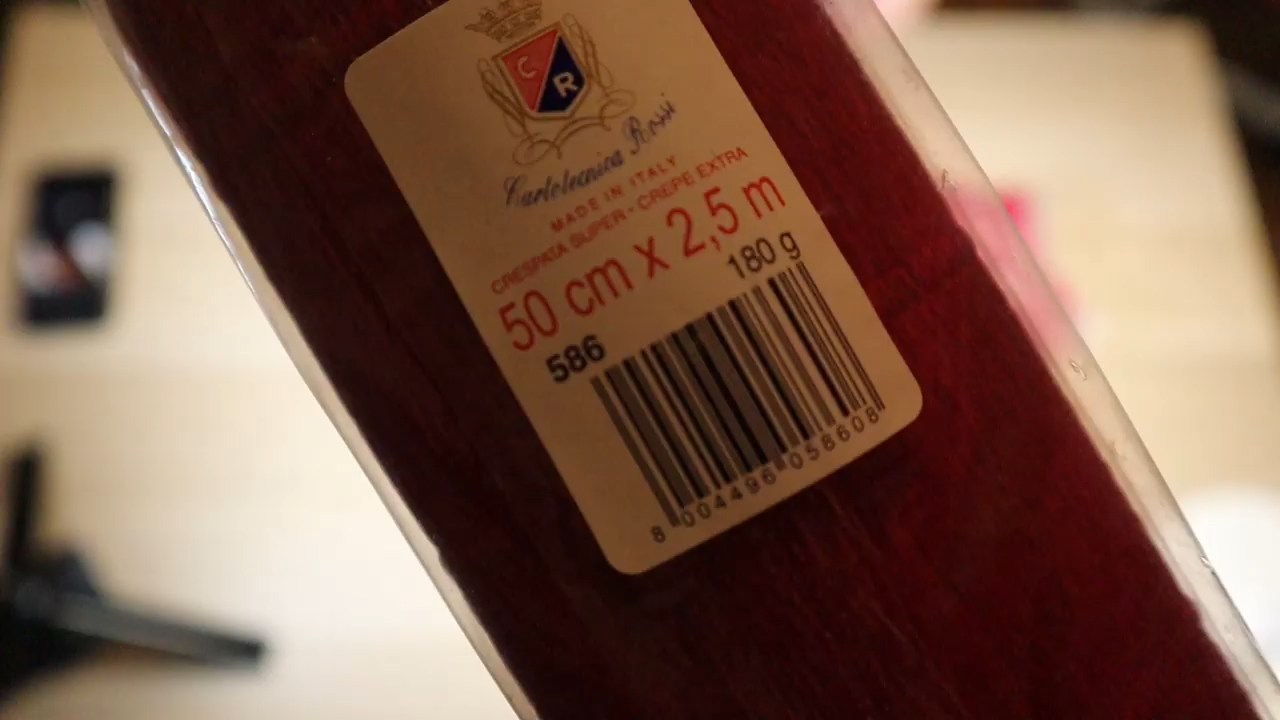 C
R
Cartotecnica Rossi
MADE IN ITALY
CRESPATA SUPER - CREPE EXTRA
50 cm x 2,5 m
180 g
586
8 004496 058608